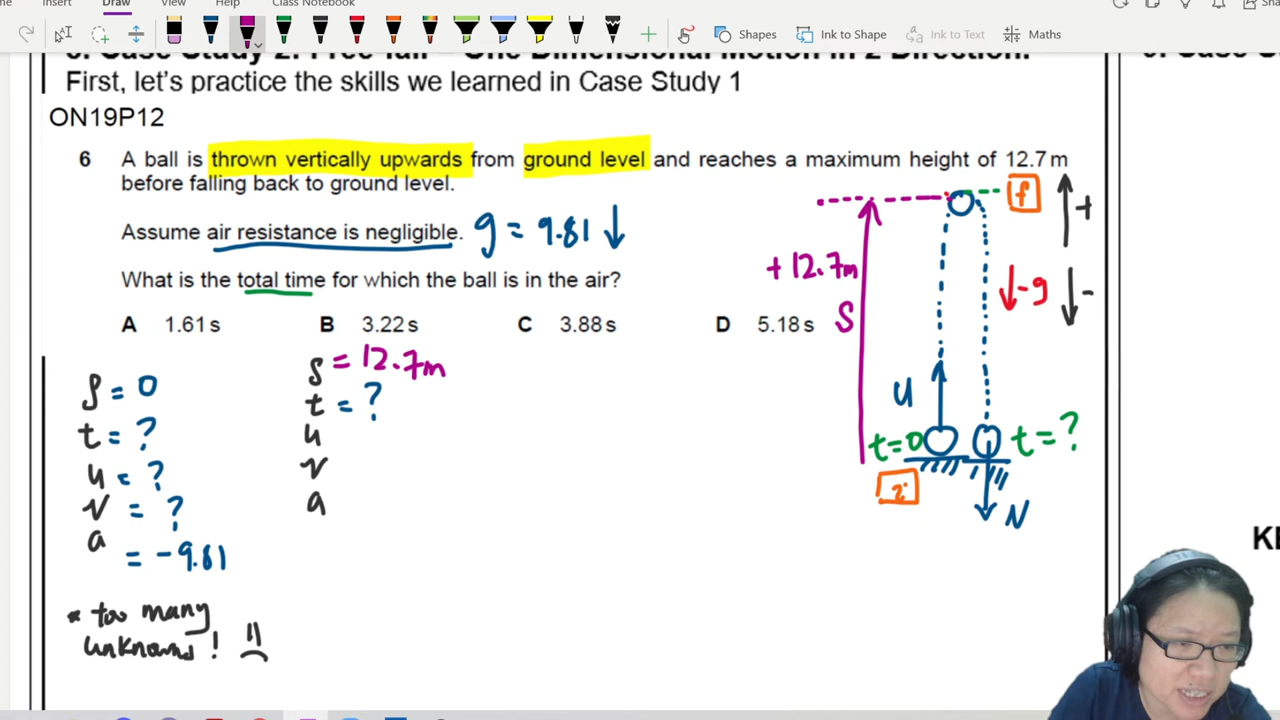 Insert Draw View Class Notebook
Shapes Ink to Shape Ink to Text Maths
First, let's practice the skills we learned in Case Study 1
ON19P12
6 A ball is thrown vertically upwards from ground level and reaches a maximum height of 12.7 m
before falling back to ground level.
Assume air resistance is negligible. g = 9.81 ↓
What is the total time for which the ball is in the air?
A 1.61 s B 3.22 s C 3.88 s D 5.18 s
s = 0
t = ?
u = ?
v = ?
a = -9.81
* too many
unknowns!
s = 12.7m
t = ?
u
v
a
f
+
+12.7m
s
-g
-
u
t=0
t=?